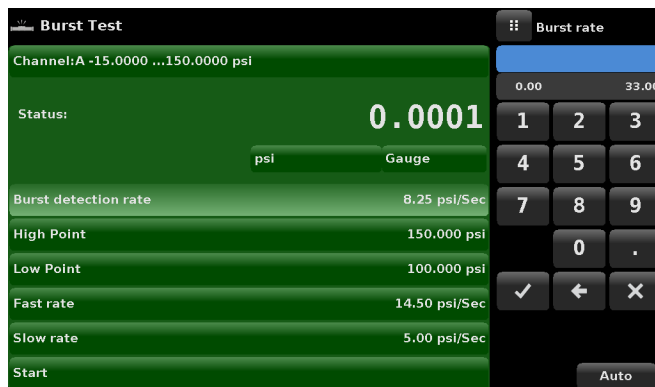 Burst Test
Channel:A -15.0000 ...150.0000 psi
Status:
0.0001
psi Gauge
Burst detection rate 8.25 psi/Sec
High Point 150.000 psi
Low Point 100.000 psi
Fast rate 14.50 psi/Sec
Slow rate 5.00 psi/Sec
Start
Burst rate
0.00 33.00
1 2 3
4 5 6
7 8 9
0 .
Auto